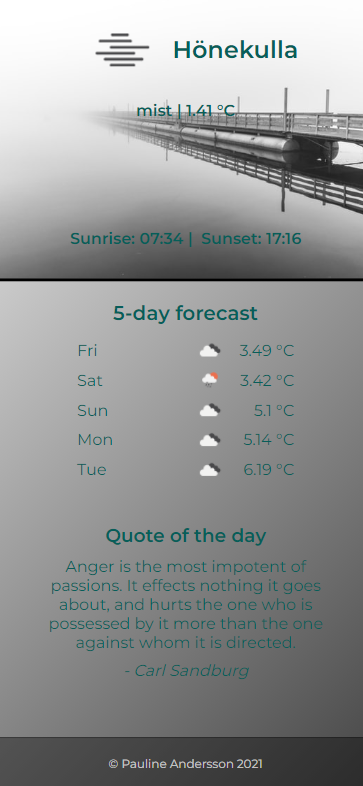 Hönekulla
mist | 1.41 °C
Sunrise: 07:34 | Sunset: 17:16
5-day forecast
Fri 3.49 °C
Sat 3.42 °C
Sun 5.1 °C
Mon 5.14 °C
Tue 6.19 °C
Quote of the day
Anger is the most impotent of
passions. It effects nothing it goes
about, and hurts the one who is
possessed by it more than the one
against whom it is directed.
- Carl Sandburg
© Pauline Andersson 2021